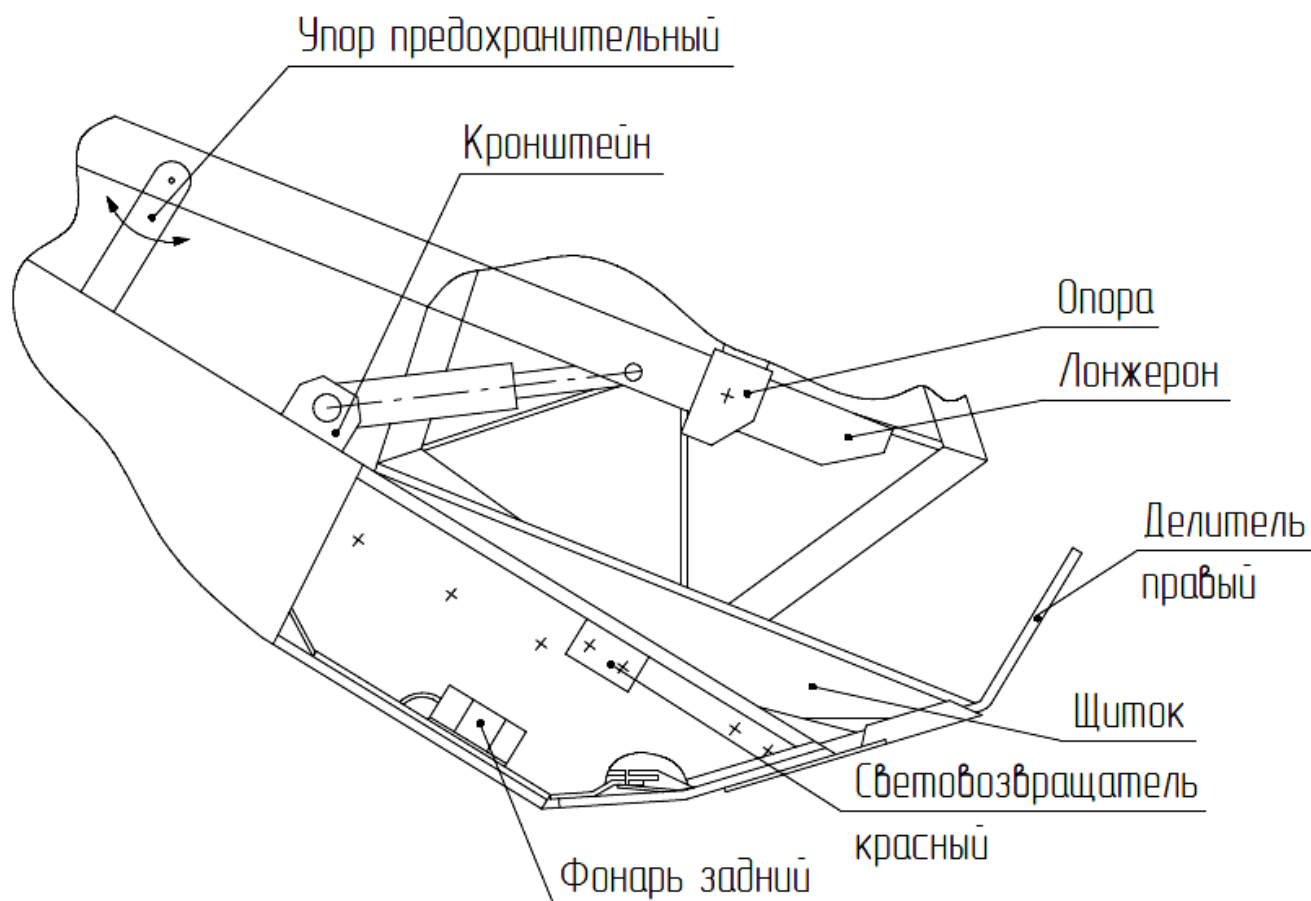 Упор предохранительный
Кронштейн
Опора
Лонжерон
Делитель
правый
Щиток
Световозвращатель
красный
Фонарь задний